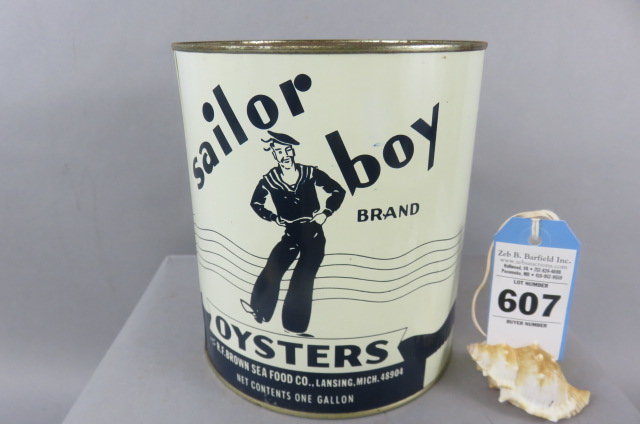 sailor
boy
BRAND
OYSTERS
R.F. BROWN SEA FOOD CO., LANSING, MICH. 48904
NET CONTENTS ONE GALLON
Zeb B. Barfield Inc.
LOT NUMBER
607
BUYER NUMBER